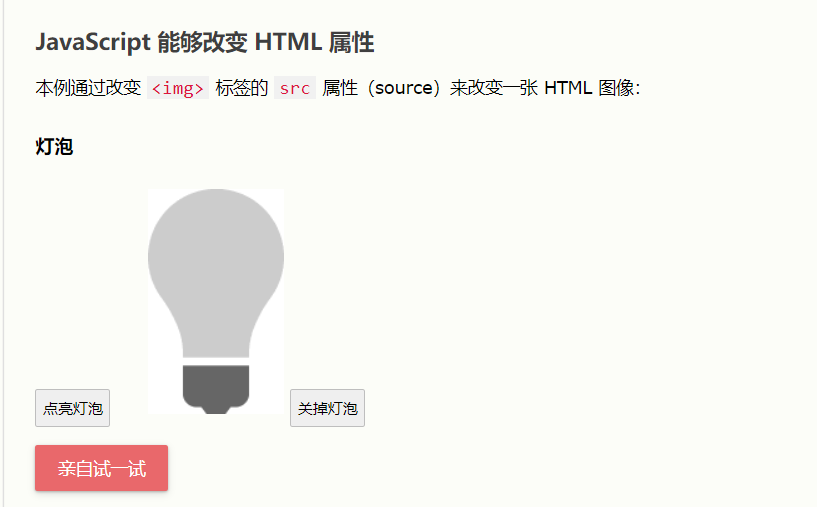 JavaScript 能够改变 HTML 属性
本例通过改变 <img> 标签的 src 属性（source）来改变一张 HTML 图像：
灯泡
点亮灯泡 关掉灯泡
亲自试一试